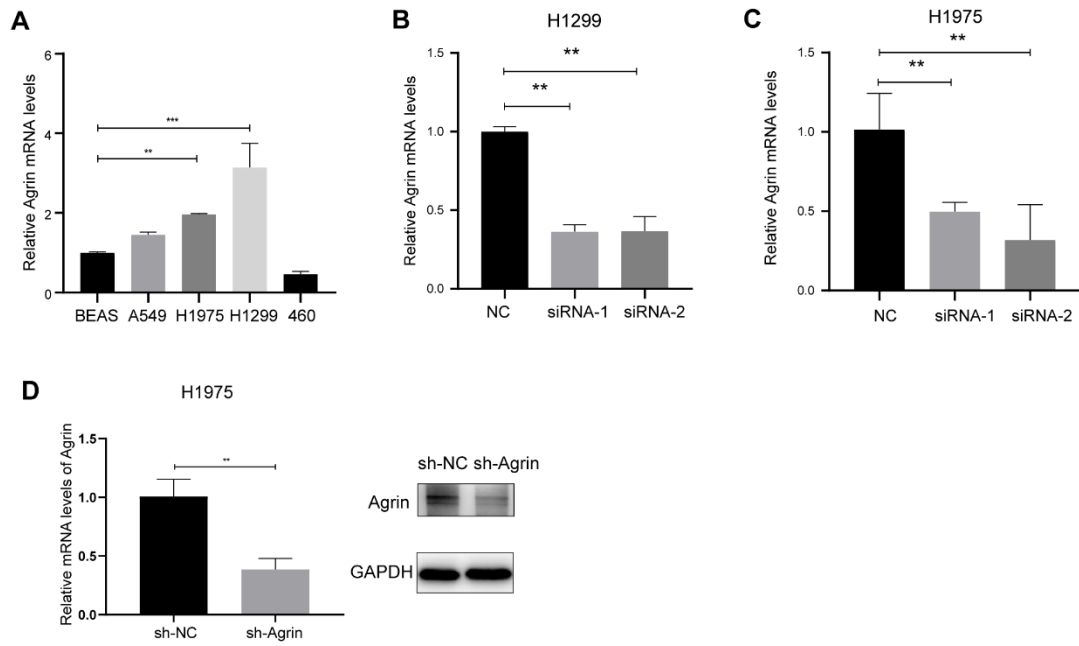 A
Relative Agrin mRNA levels
6
4
2
0
***
**
BEAS A549 H1975 H1299 460
B
H1299
Relative Agrin mRNA levels
1.5
1.0
0.5
0.0
**
**
NC siRNA-1 siRNA-2
C
H1975
Relative Agrin mRNA levels
1.5
1.0
0.5
0.0
**
**
NC siRNA-1 siRNA-2
D
H1975
Relative mRNA levels of Agrin
1.5
1.0
0.5
0.0
**
sh-NC sh-Agrin
sh-NC sh-Agrin
Agrin
GAPDH